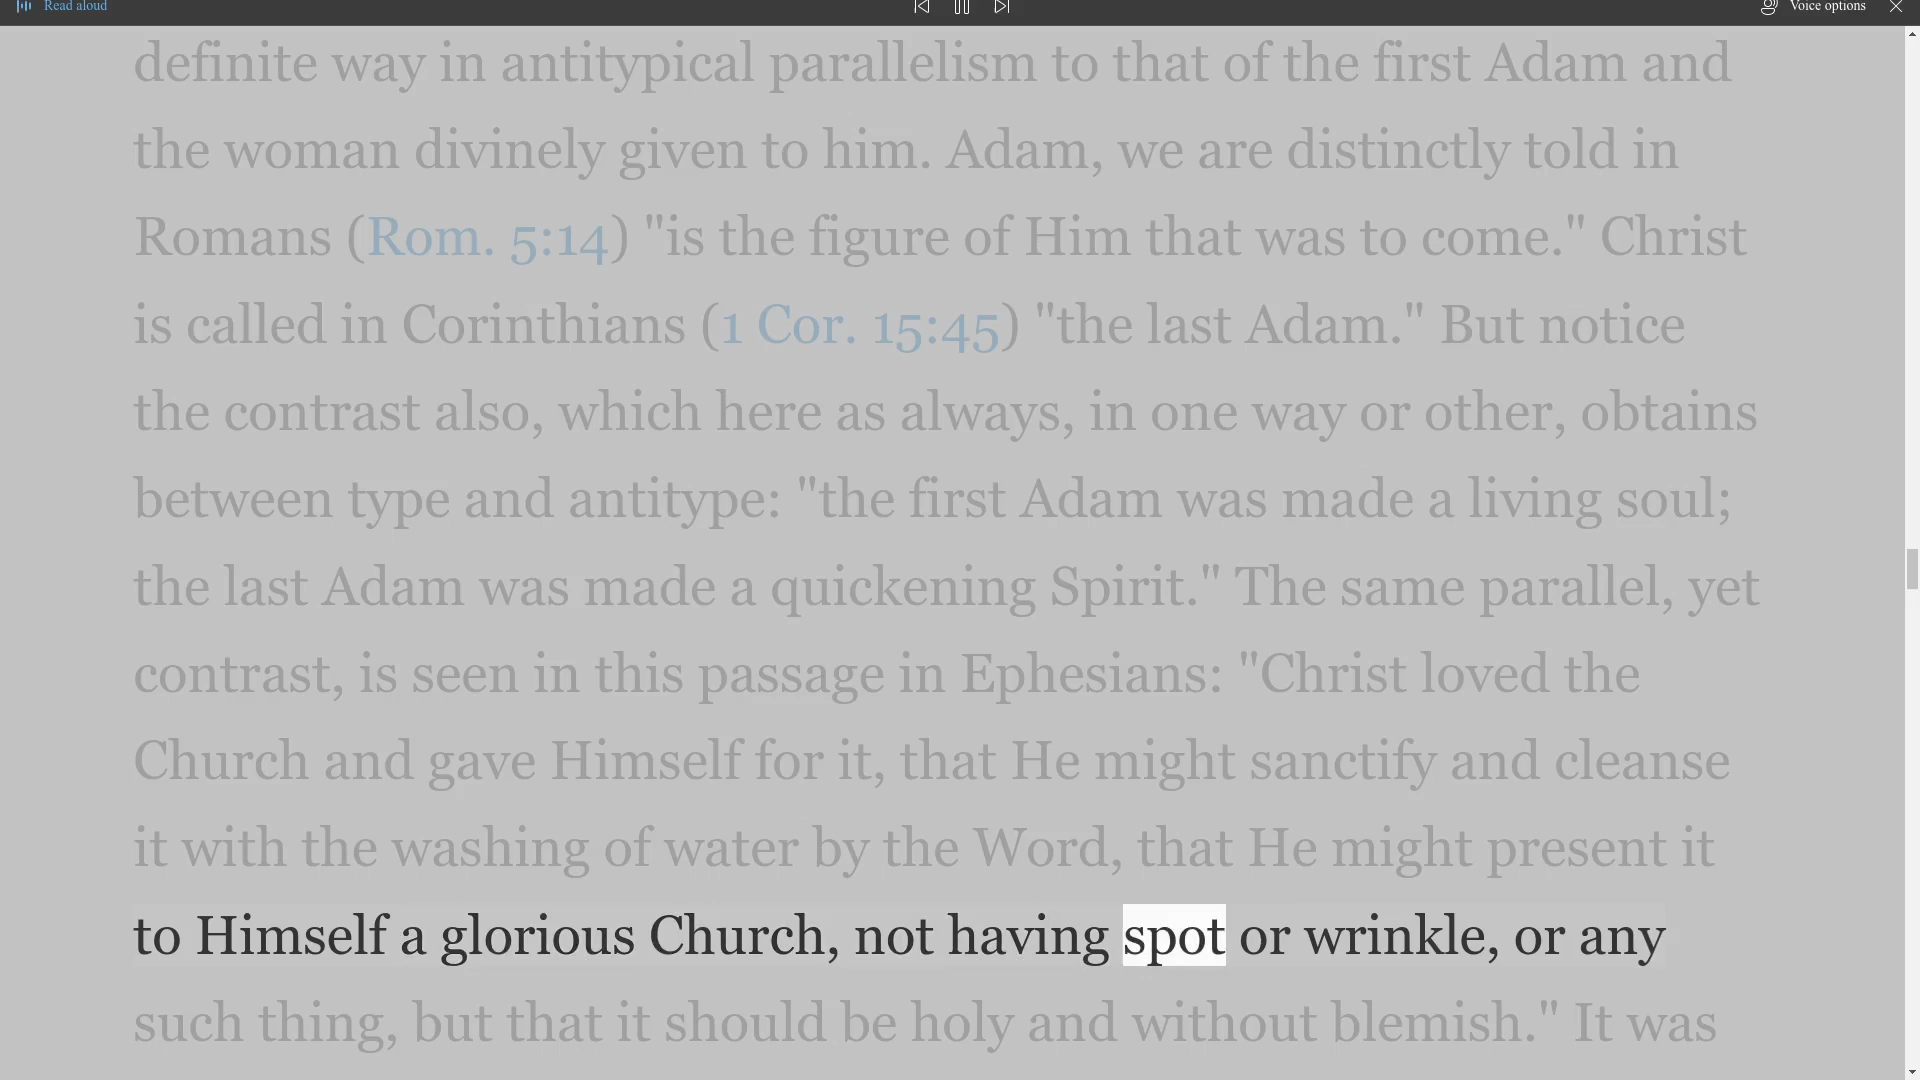 Read aloud
Voice options
definite way in antitypical parallelism to that of the first Adam and
the woman divinely given to him. Adam, we are distinctly told in
Romans (Rom. 5:14) "is the figure of Him that was to come." Christ
is called in Corinthians (1 Cor. 15:45) "the last Adam." But notice
the contrast also, which here as always, in one way or other, obtains
between type and antitype: "the first Adam was made a living soul;
the last Adam was made a quickening Spirit." The same parallel, yet
contrast, is seen in this passage in Ephesians: "Christ loved the
Church and gave Himself for it, that He might sanctify and cleanse
it with the washing of water by the Word, that He might present it
to Himself a glorious Church, not having spot or wrinkle, or any
such thing, but that it should be holy and without blemish." It was